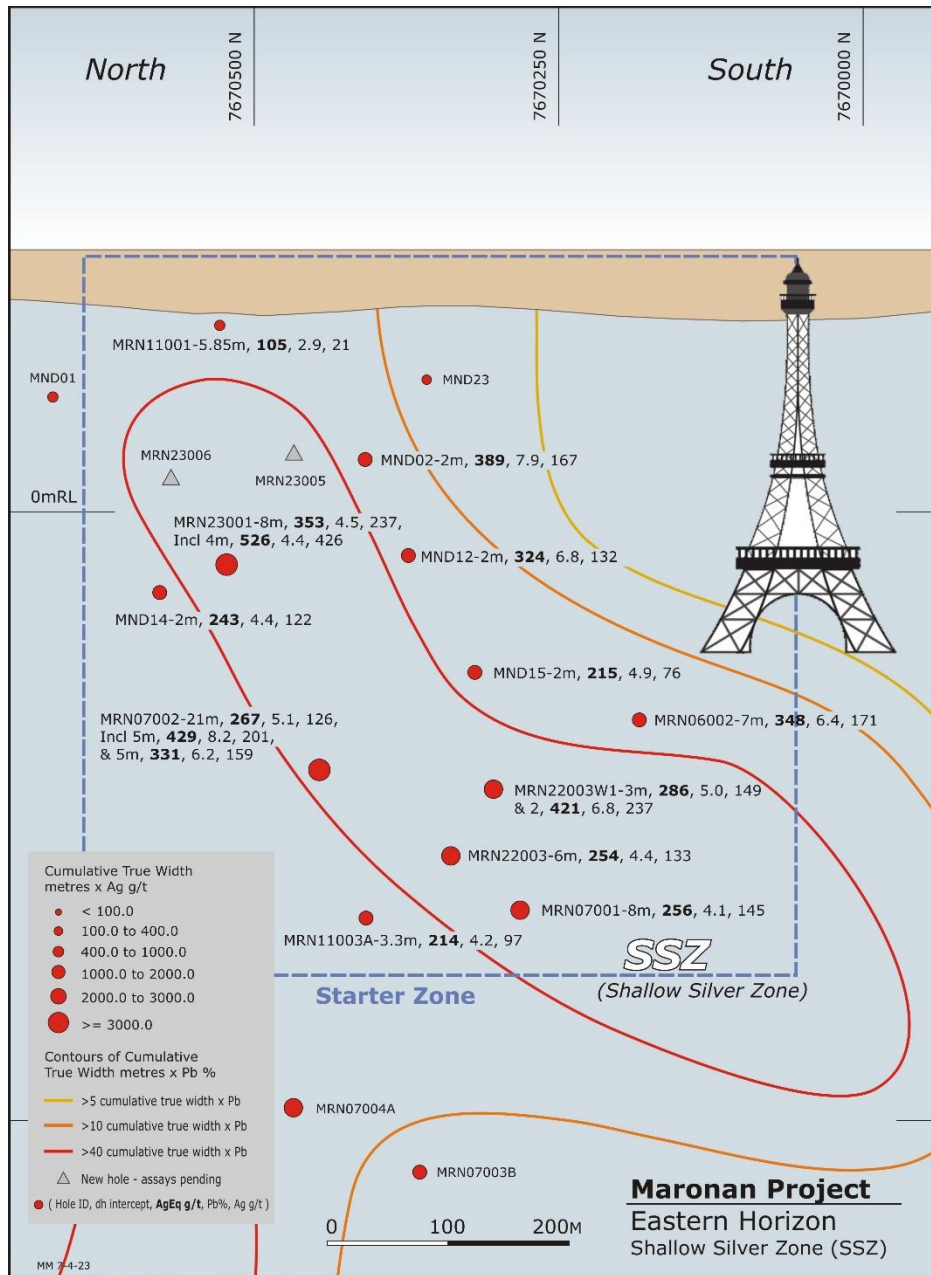 North
7670500 N
7670250 N
South
7670000 N
MRN11001-5.85m, 105, 2.9, 21
MND01
MND23
MRN23006
MRN23005
MND02-2m, 389, 7.9, 167
0mRL
MRN23001-8m, 353, 4.5, 237,
Incl 4m, 526, 4.4, 426
MND12-2m, 324, 6.8, 132
MND14-2m, 243, 4.4, 122
MND15-2m, 215, 4.9, 76
MRN07002-21m, 267, 5.1, 126,
Incl 5m, 429, 8.2, 201,
& 5m, 331, 6.2, 159
MRN06002-7m, 348, 6.4, 171
MRN22003W1-3m, 286, 5.0, 149
& 2, 421, 6.8, 237
MRN22003-6m, 254, 4.4, 133
MRN07001-8m, 256, 4.1, 145
MRN11003A-3.3m, 214, 4.2, 97
SSZ
(Shallow Silver Zone)
Starter Zone
Cumulative True Width
metres x Ag g/t
< 100.0
100.0 to 400.0
400.0 to 1000.0
1000.0 to 2000.0
2000.0 to 3000.0
>= 3000.0
Contours of Cumulative
True Width metres x Pb %
>5 cumulative true width x Pb
>10 cumulative true width x Pb
>40 cumulative true width x Pb
New hole - assays pending
( Hole ID, dh intercept, AgEq g/t, Pb%, Ag g/t )
MRN07004A
MRN07003B
0 100 200M
Maronan Project
Eastern Horizon
Shallow Silver Zone (SSZ)
MM 7-4-23